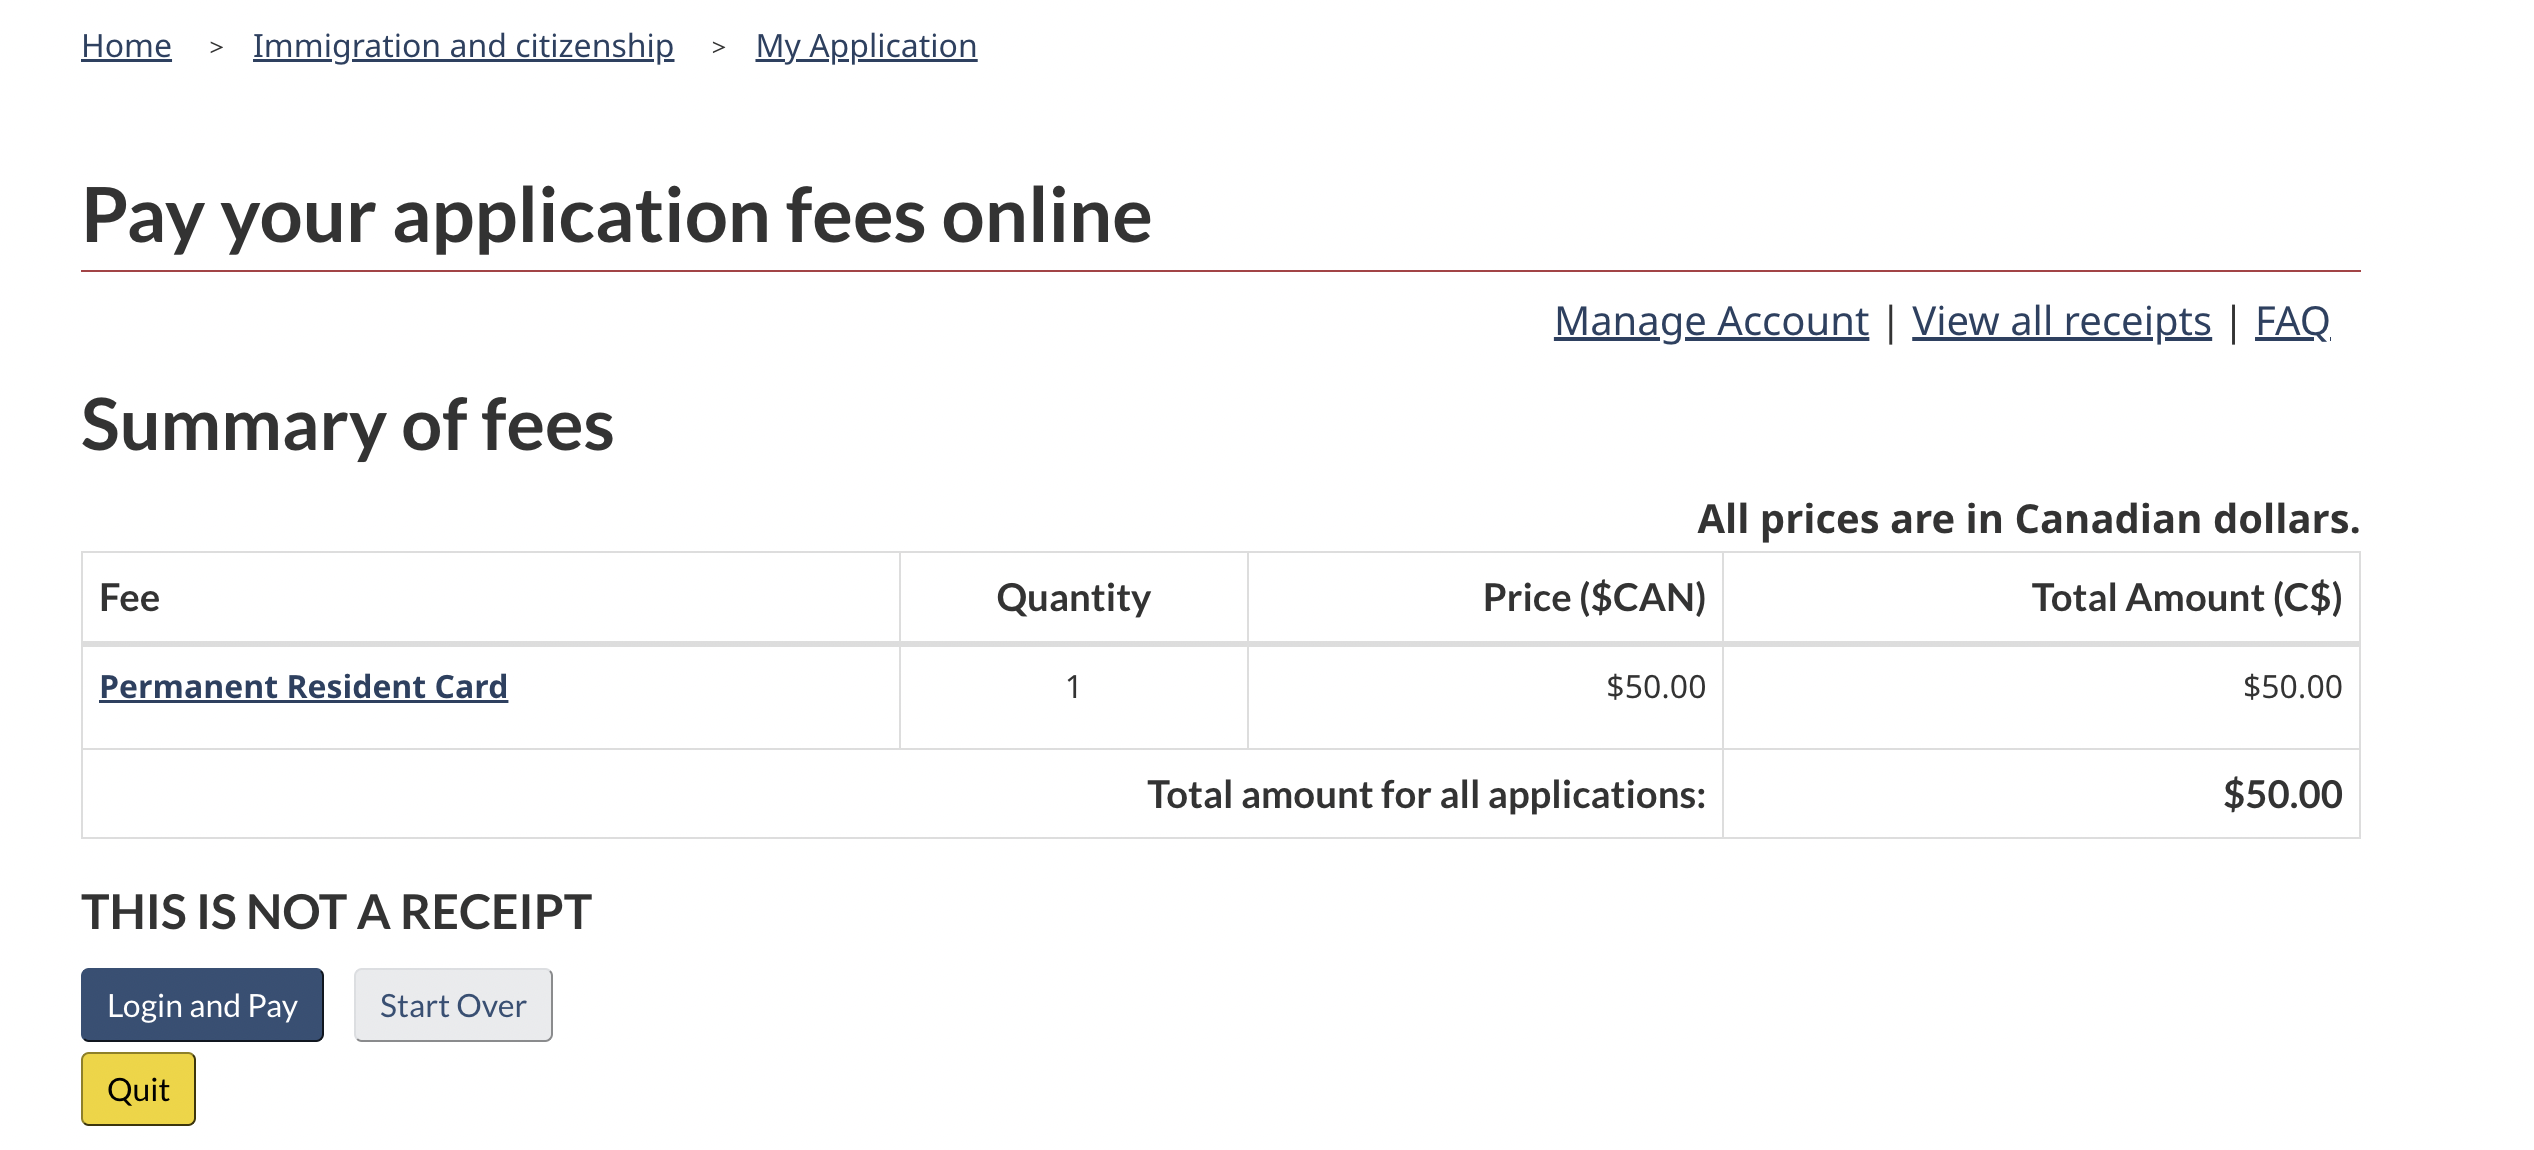 Home > Immigration and citizenship > My Application
Pay your application fees online
Manage Account | View all receipts | FAQ
Summary of fees
All prices are in Canadian dollars.
Fee Quantity Price ($CAN) Total Amount (C$)
Permanent Resident Card 1 $50.00 $50.00
Total amount for all applications: $50.00
THIS IS NOT A RECEIPT
Login and Pay Start Over
Quit